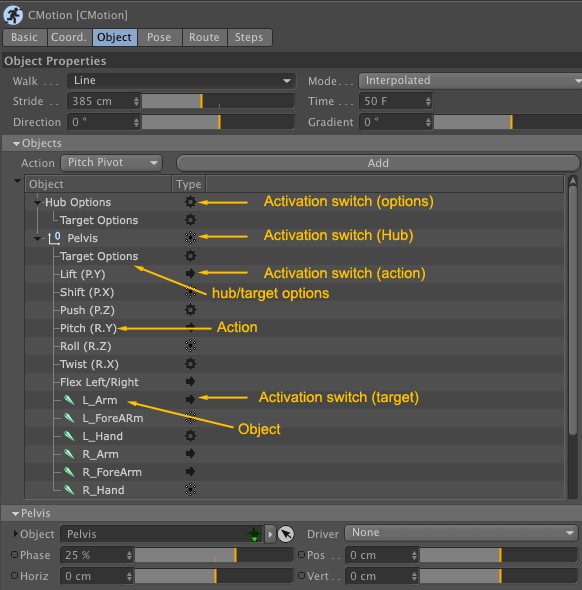 CMotion [CMotion]
Basic Coord. Object Pose Route Steps
Object Properties
Walk . . . Line Mode . . . Interpolated
Stride . . 385 cm Time . . . 50 F
Direction 0 ° Gradient 0 °
Objects
Action Pitch Pivot Add
Object Type
Hub Options Activation switch (options)
Target Options
Pelvis Activation switch (Hub)
Target Options
Lift (P.Y) Activation switch (action)
Shift (P.X) hub/target options
Push (P.Z)
Pitch (R.Y) Action
Roll (R.Z)
Twist (R.X)
Flex Left/Right
L_Arm Activation switch (target)
L_ForeARm
L_Hand Object
R_Arm
R_ForeArm
R_Hand
Pelvis
Object Pelvis Driver None
Phase 25 % Pos . . 0 cm
Horiz 0 cm Vert . . 0 cm